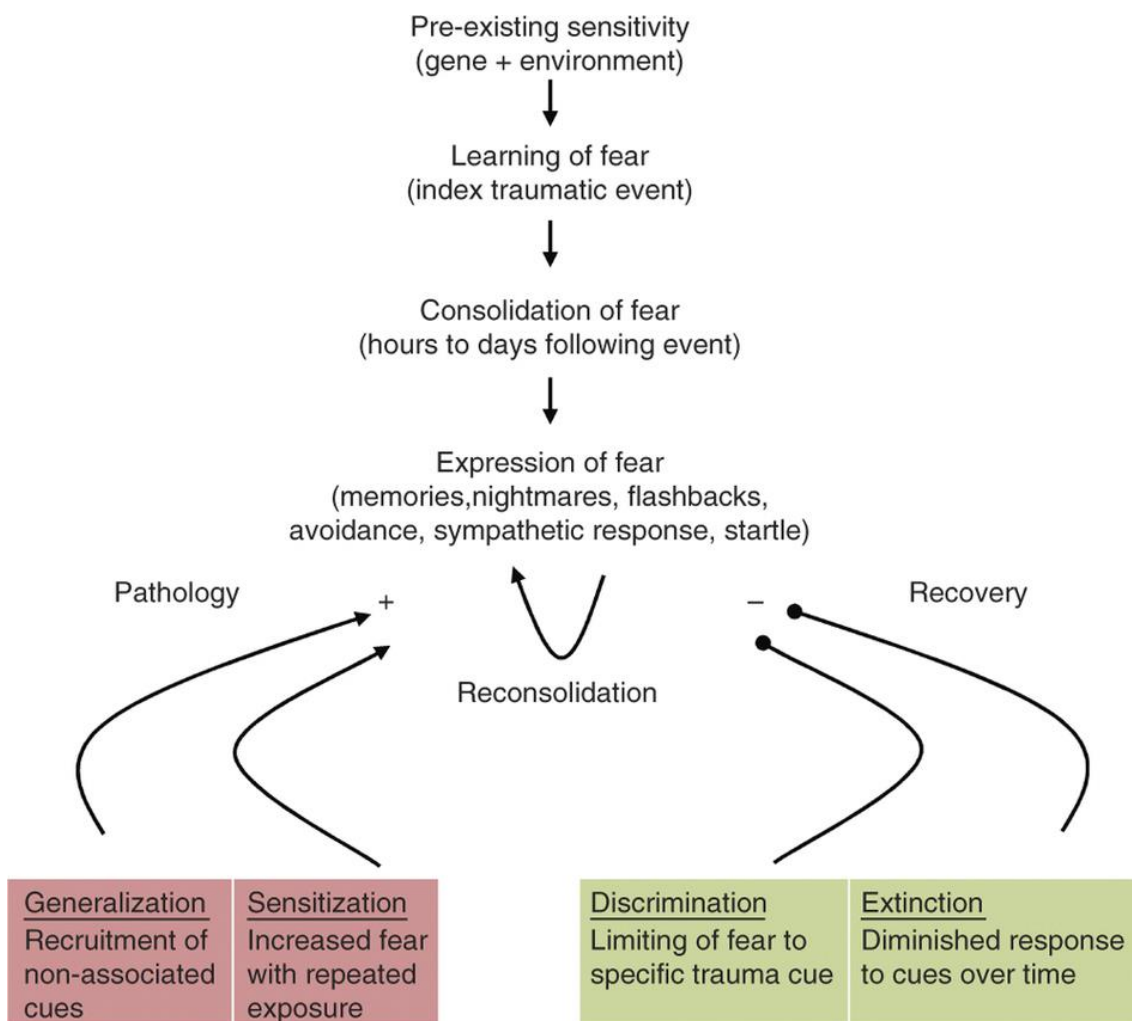 Pre-existing sensitivity
(gene + environment)
Learning of fear
(index traumatic event)
Consolidation of fear
(hours to days following event)
Expression of fear
(memories,nightmares, flashbacks,
avoidance, sympathetic response, startle)
Pathology
+
–
Recovery
Reconsolidation
Generalization
Recruitment of
non-associated
cues
Sensitization
Increased fear
with repeated
exposure
Discrimination
Limiting of fear to
specific trauma cue
Extinction
Diminished response
to cues over time